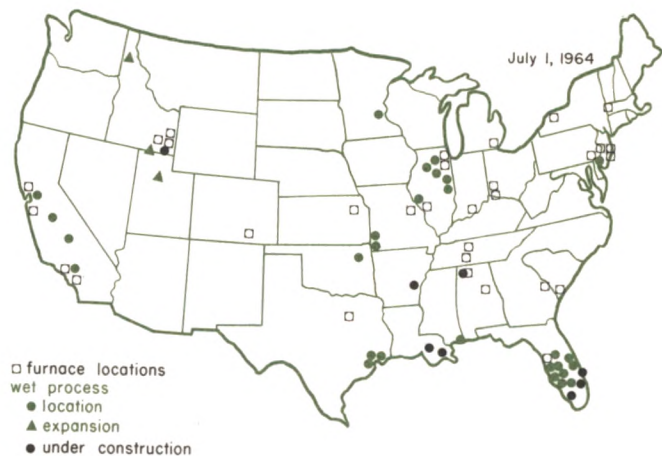 July 1, 1964
furnace locations
wet process
location
expansion
under construction